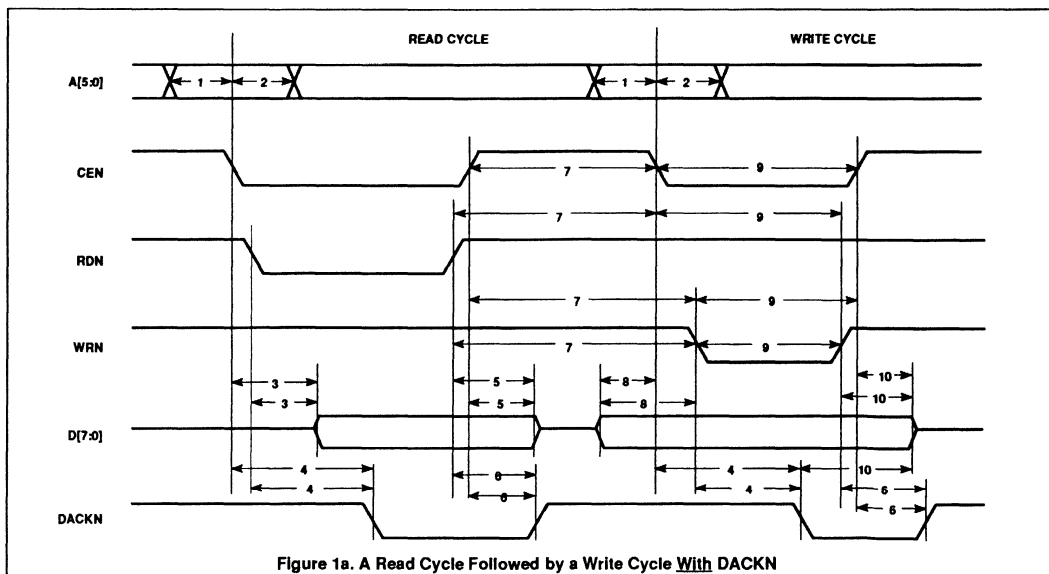 READ CYCLE WRITE CYCLE
A[5:0] 1 2 1 2
CEN 7 9
7 9
RDN
7 9
WRN 7 9
3 5 8 10
3 5 8 10
D[7:0]
4 6 4 10
4 6 4 6
6
DACKN
Figure 1a. A Read Cycle Followed by a Write Cycle With DACKN